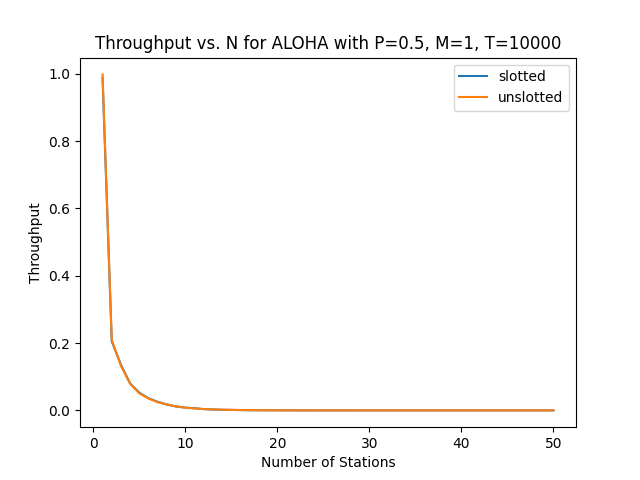 Throughput vs. N for ALOHA with P=0.5, M=1, T=10000
slotted
unslotted
1.0
0.8
0.6
0.4
0.2
0.0
Throughput
0 10 20 30 40 50
Number of Stations